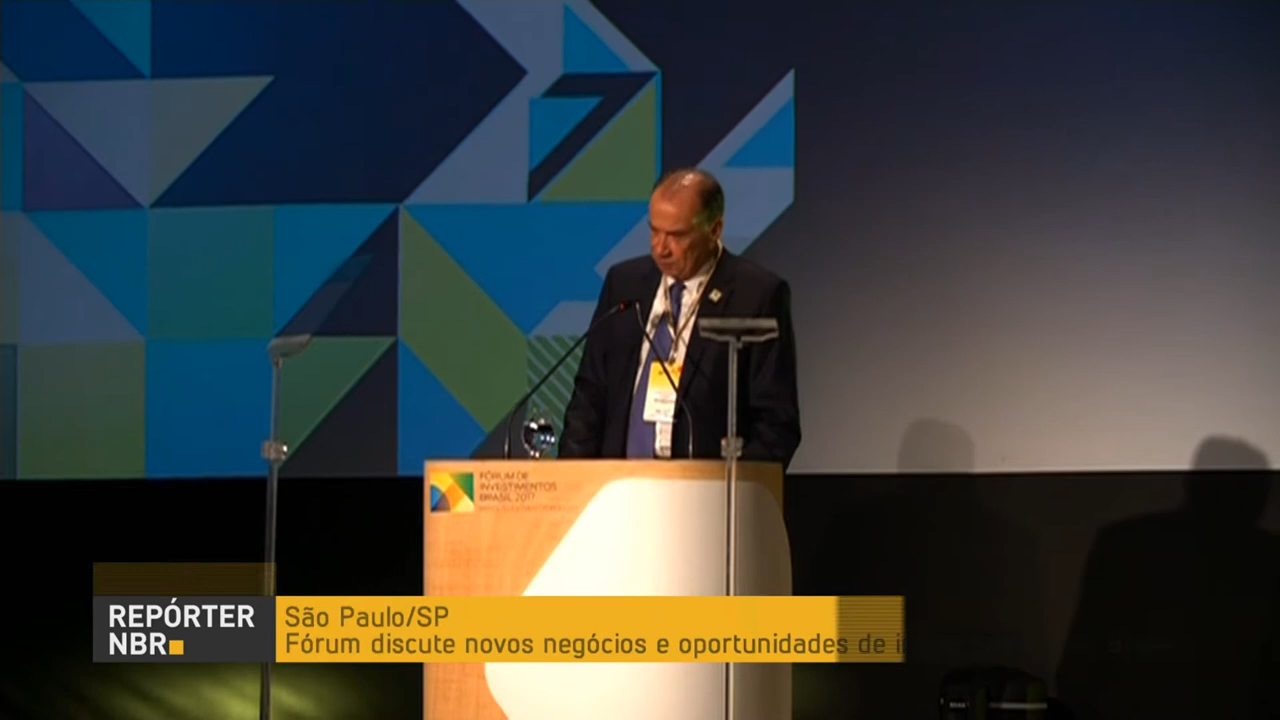 FÓRUM DE
INVESTIMENTOS
BRASIL 2017
REPÓRTER
NBR
São Paulo/SP
Fórum discute novos negócios e oportunidades de